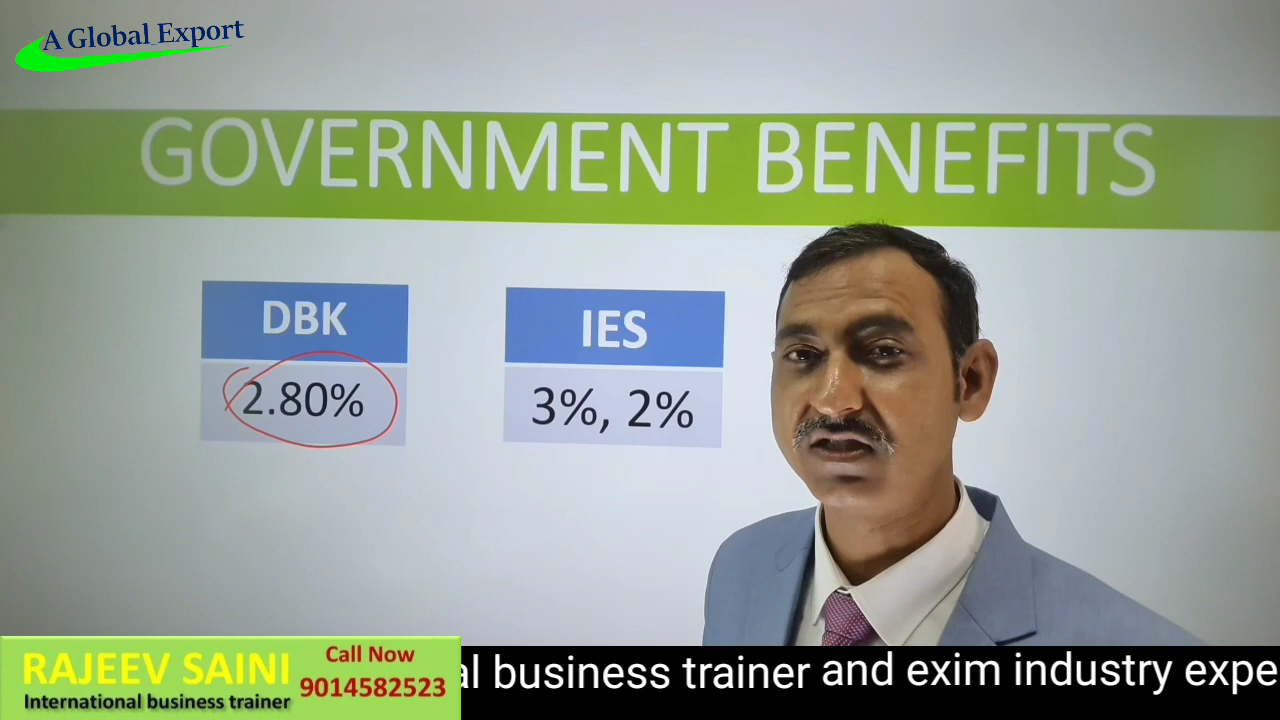 A Global Export
GOVERNMENT BENEFITS
DBK
IES
2.80%
3%, 2%
RAJEEV SAINI
Call Now
9014582523
International business trainer
al business trainer and exim industry expe